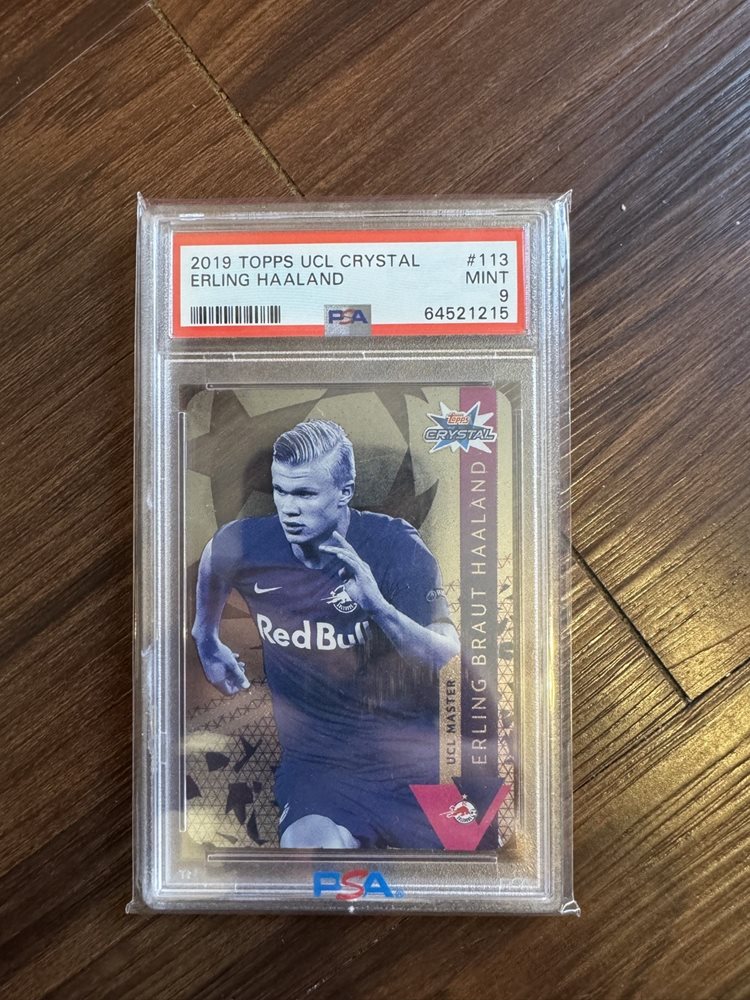 2019 TOPPS UCL CRYSTAL #113
ERLING HAALAND MINT
9
PSA 64521215
topps
CRYSTAL
ERLING BRAUT HAALAND
UCL MASTER
Red Bull
PSA